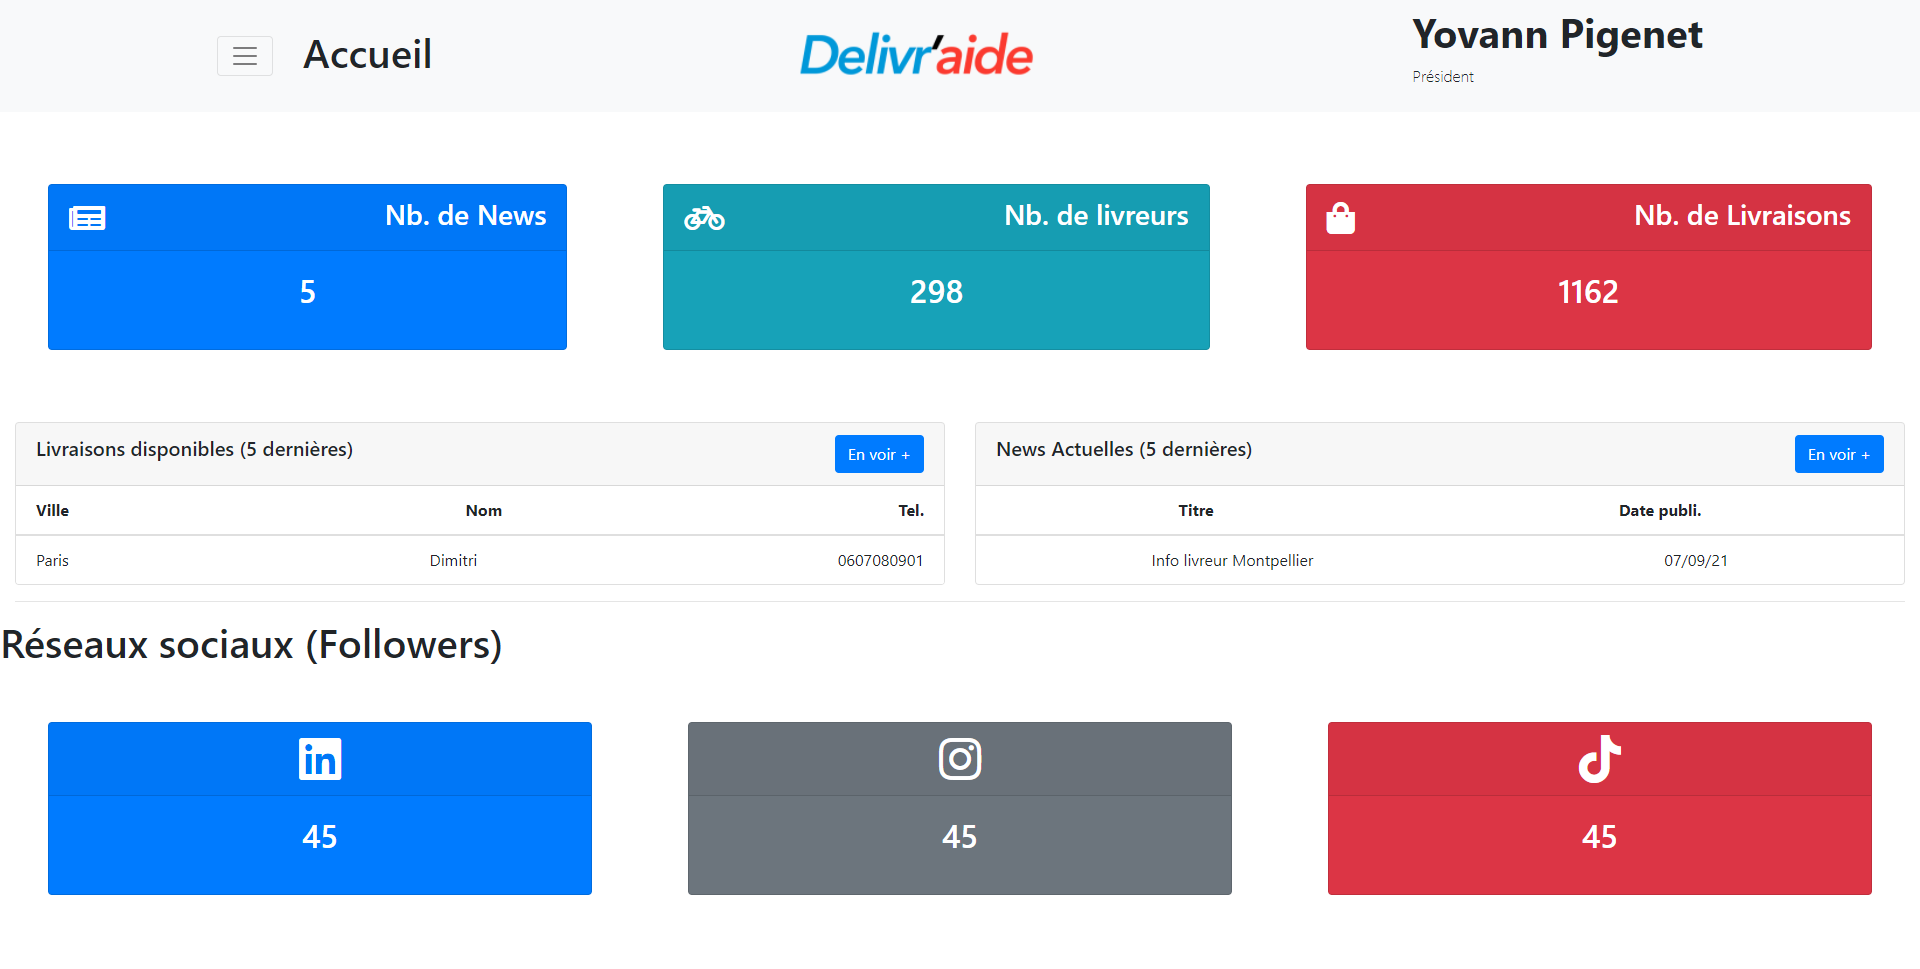 Accueil
Delivr'aide
Yovann Pigenet
Président
Nb. de News
5
Nb. de livreurs
298
Nb. de Livraisons
1162
Livraisons disponibles (5 dernières)
En voir +
Ville Nom Tel.
Paris Dimitri 0607080901
News Actuelles (5 dernières)
En voir +
Titre Date publi.
Info livreur Montpellier 07/09/21
Réseaux sociaux (Followers)
in
45
45
45